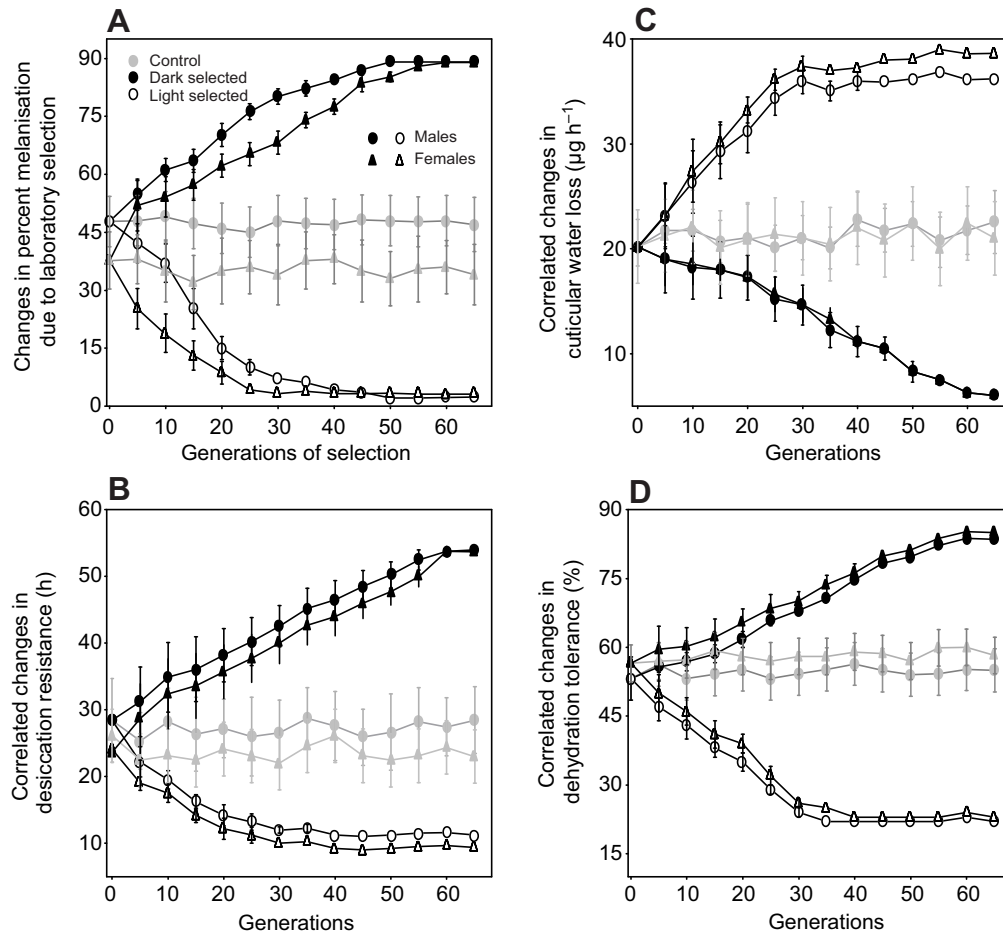 A
Changes in percent melanisation
due to laboratory selection
90
75
60
45
30
15
0
Control
Dark selected
Light selected
Males
Females
0 10 20 30 40 50 60
Generations of selection
C
Correlated changes in
cuticular water loss (µg h⁻¹)
40
30
20
10
0 10 20 30 40 50 60
Generations
B
Correlated changes in
desiccation resistance (h)
60
50
40
30
20
10
0 10 20 30 40 50 60
Generations
D
Correlated changes in
dehydration tolerance (%)
90
75
60
45
30
15
0 10 20 30 40 50 60
Generations